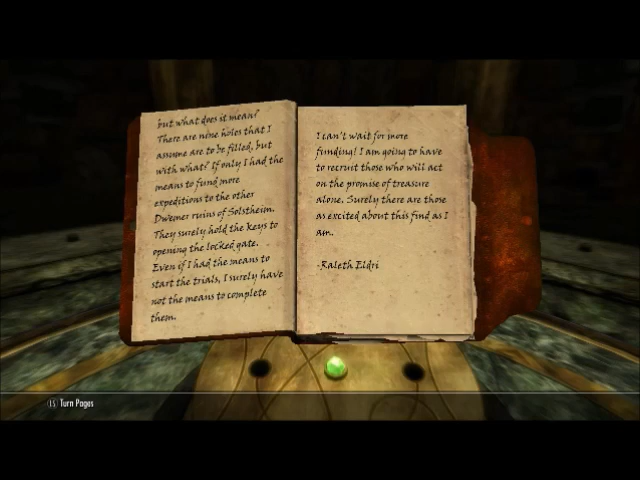 but what does it mean?
There are nine holes that I
assume are to be filled, but
with what? If only I had the
means to fund more
expeditions to the other
Dwemer ruins of Solstheim.
They surely hold the keys to
opening the locked gate.
Even if I had the means to
start the trials, I surely have
not the means to complete
them.
I can't wait for more
funding! I am going to have
to recruit those who will act
on the promise of treasure
alone. Surely there are those
as excited about this find as I
am.
-Raleth Eldri
(LS) Turn Pages